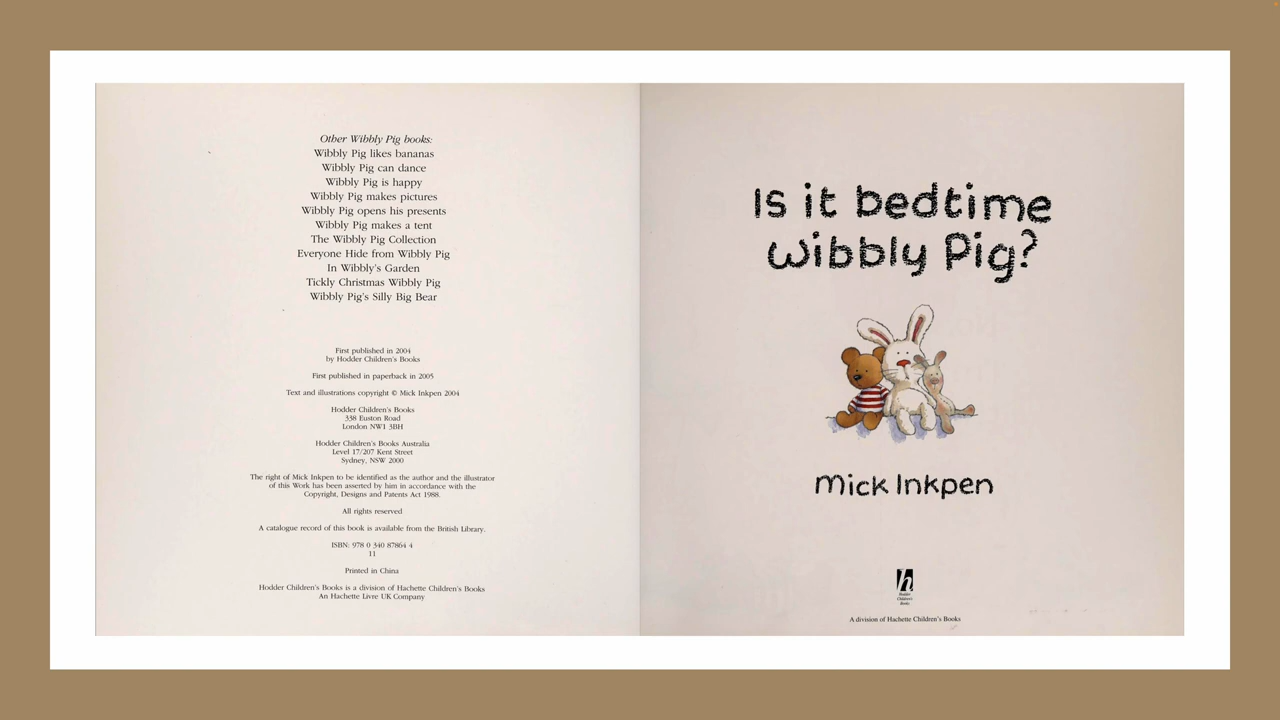 Other Wibbly Pig books:
Wibbly Pig likes bananas
Wibbly Pig can dance
Wibbly Pig is happy
Wibbly Pig makes pictures
Wibbly Pig opens his presents
Wibbly Pig makes a tent
The Wibbly Pig Collection
Everyone Hide from Wibbly Pig
In Wibbly's Garden
Tickly Christmas Wibbly Pig
Wibbly Pig's Silly Big Bear
First published in 2004
by Hodder Children's Books
First published in paperback in 2005
Text and illustrations copyright © Mick Inkpen 2004
Hodder Children's Books
338 Euston Road
London NW1 3BH
Hodder Children's Books Australia
Level 17/207 Kent Street
Sydney, NSW 2000
The right of Mick Inkpen to be identified as the author and the illustrator
of this Work has been asserted by him in accordance with the
Copyright, Designs and Patents Act 1988.
All rights reserved
A catalogue record of this book is available from the British Library.
ISBN: 978 0 340 87864 4
11
Printed in China
Hodder Children's Books is a division of Hachette Children's Books
An Hachette Livre UK Company
Is it bedtime
Wibbly Pig?
Mick Inkpen
h
Hodder
Children's
Books
A division of Hachette Children's Books